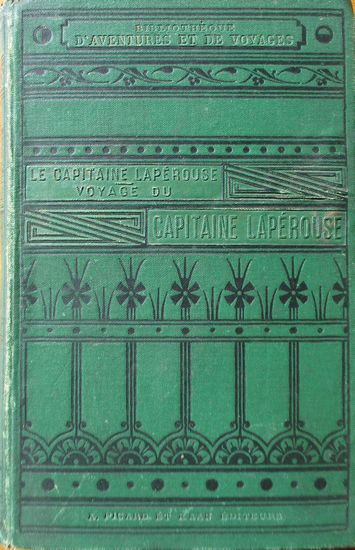 BIBLIOTHÈQUE
D'AVENTURES ET DE VOYAGES
LE CAPITAINE LAPÉROUSE
VOYAGE DU
CAPITAINE LAPÉROUSE
A. PICARD ET KAAN ÉDITEURS